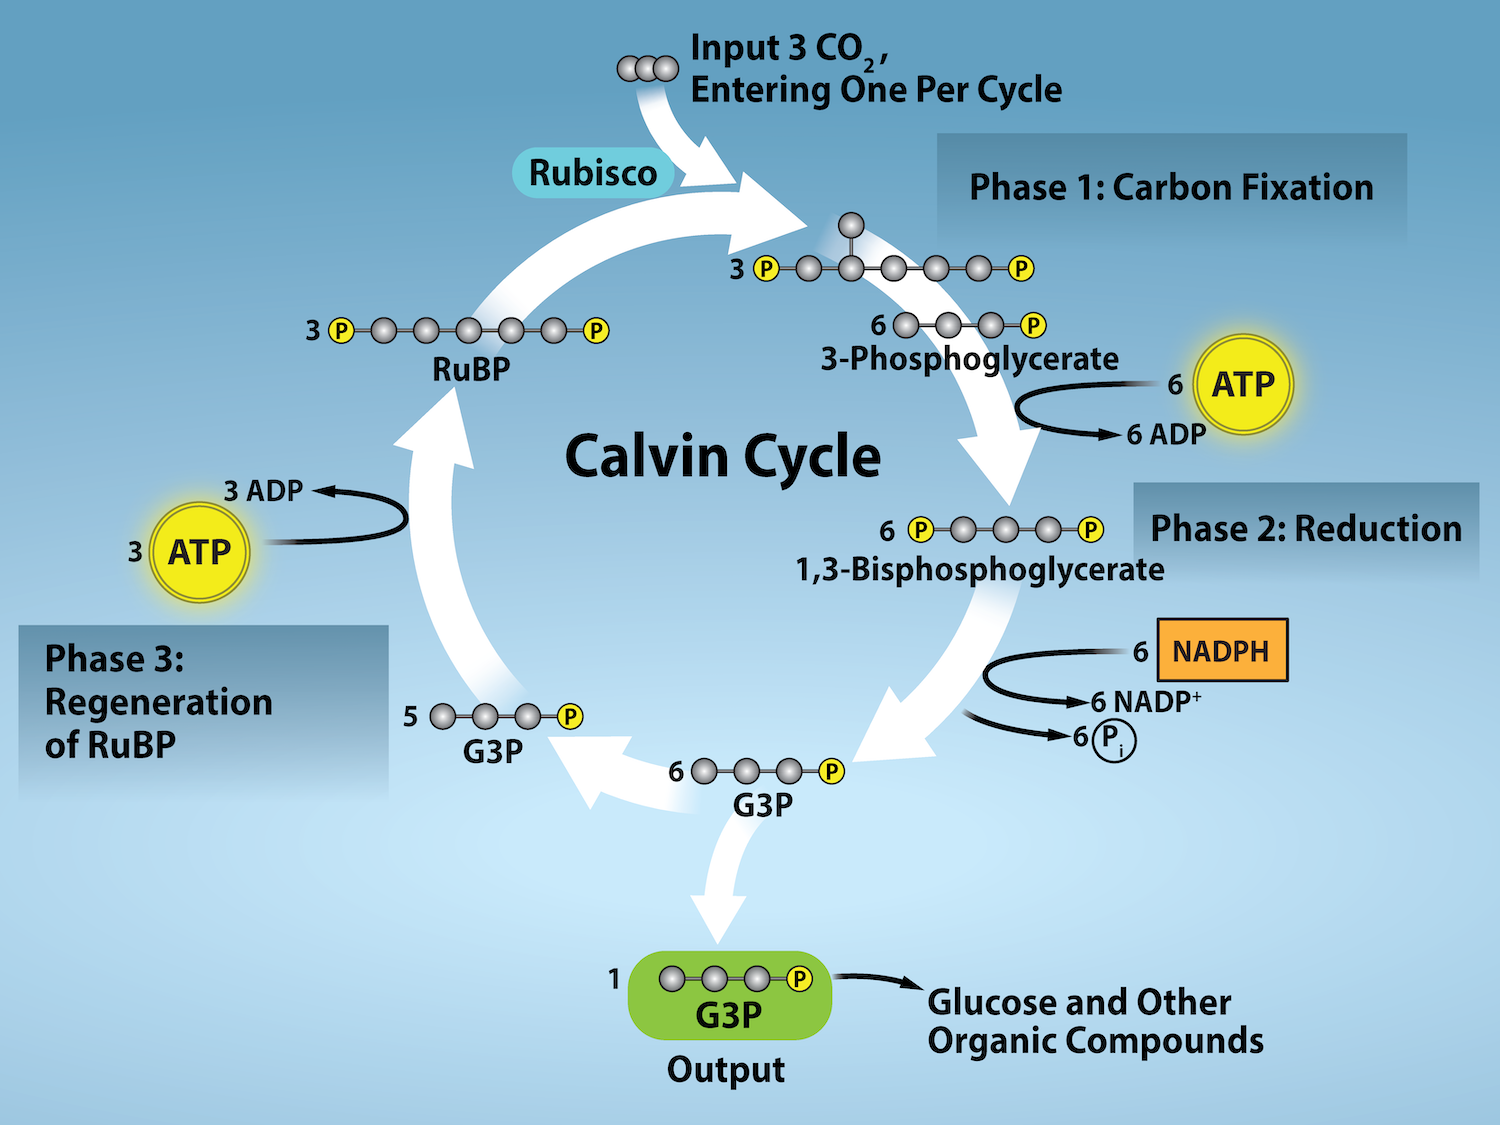 Input 3 CO₂,
Entering One Per Cycle
Rubisco
Phase 1: Carbon Fixation
3 P P
6 P
3-Phosphoglycerate
6 ATP
6 ADP
3 P P
RuBP
Calvin Cycle
Phase 2: Reduction
6 P P
1,3-Bisphosphoglycerate
6 NADPH
6 NADP⁺
6 Pᵢ
6 P
G3P
5 P
G3P
3 ADP
3 ATP
Phase 3:
Regeneration
of RuBP
1 P
G3P
Output
Glucose and Other
Organic Compounds